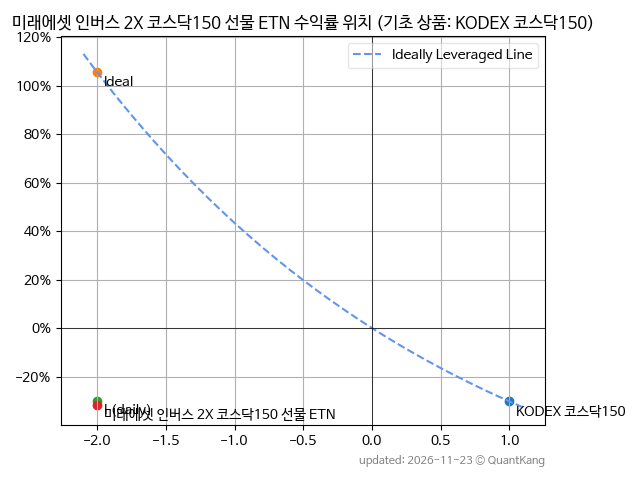 미래에셋 인버스 2X 코스닥150 선물 ETN 수익률 위치 (기초 상품: KODEX 코스닥150)
120%
100%
80%
60%
40%
20%
0%
−20%
Ideally Leveraged Line
Ideal
미래에셋 인버스 2X 코스닥150 선물 ETN
KODEX 코스닥150
−2.0
−1.5
−1.0
−0.5
0.0
0.5
1.0
updated: 2026-11-23 © QuantKang